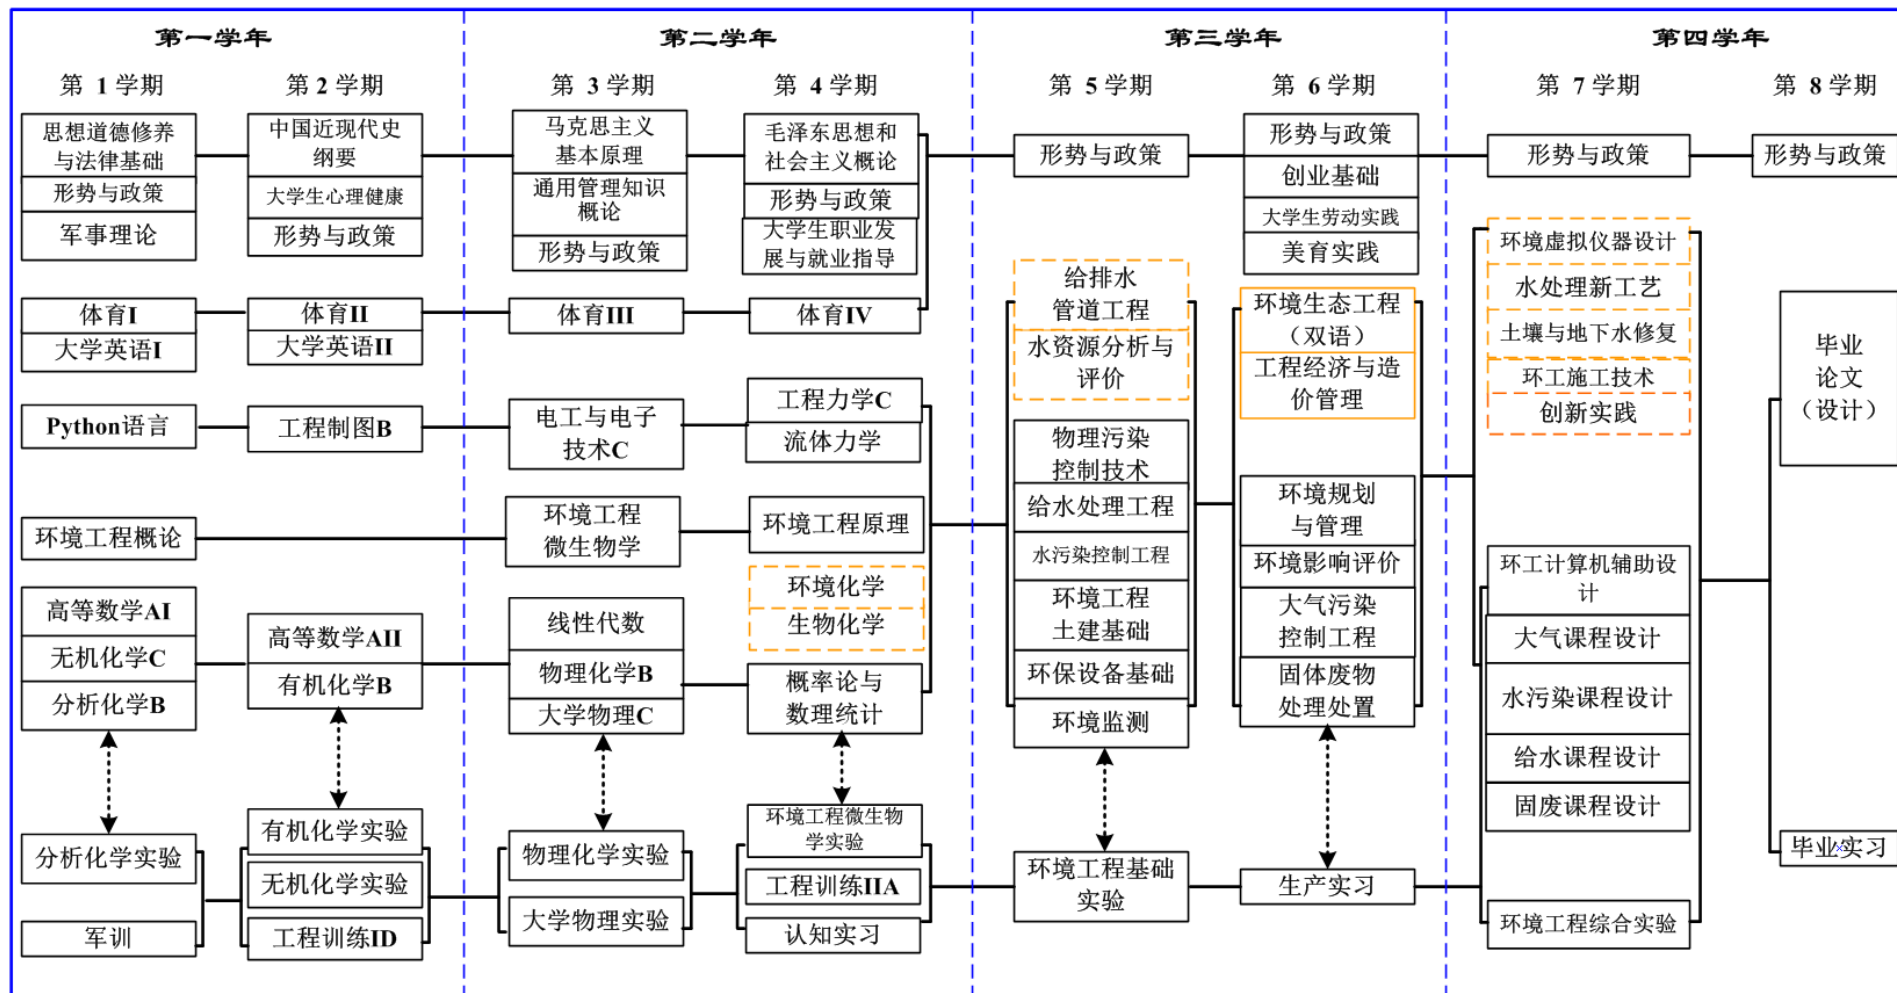 第一学年
第二学年
第三学年
第四学年
第 1 学期
第 2 学期
第 3 学期
第 4 学期
第 5 学期
第 6 学期
第 7 学期
第 8 学期
思想道德修养
与法律基础
形势与政策
军事理论
体育I
大学英语I
Python语言
环境工程概论
高等数学AI
无机化学C
分析化学B
分析化学实验
军训
中国近现代史
纲要
大学生心理健康
形势与政策
体育II
大学英语II
工程制图B
高等数学AII
有机化学B
有机化学实验
无机化学实验
工程训练ID
马克思主义
基本原理
通用管理知识
概论
形势与政策
体育III
电工与电子
技术C
环境工程
微生物学
线性代数
物理化学B
大学物理C
物理化学实验
大学物理实验
毛泽东思想和
社会主义概论
形势与政策
大学生职业发
展与就业指导
体育IV
工程力学C
流体力学
环境工程原理
环境化学
生物化学
概率论与
数理统计
环境工程微生物
学实验
工程训练IIA
认知实习
形势与政策
给排水
管道工程
水资源分析与
评价
物理污染
控制技术
给水处理工程
水污染控制工程
环境工程
土建基础
环保设备基础
环境监测
环境工程基础
实验
形势与政策
创业基础
大学生劳动实践
美育实践
环境生态工程
（双语）
工程经济与造
价管理
环境规划
与管理
环境影响评价
大气污染
控制工程
固体废物
处理处置
生产实习
形势与政策
环境虚拟仪器设计
水处理新工艺
土壤与地下水修复
环工施工技术
创新实践
环工计算机辅助设
计
大气课程设计
水污染课程设计
给水课程设计
固废课程设计
环境工程综合实验
形势与政策
毕业
论文
（设计）
毕业实习